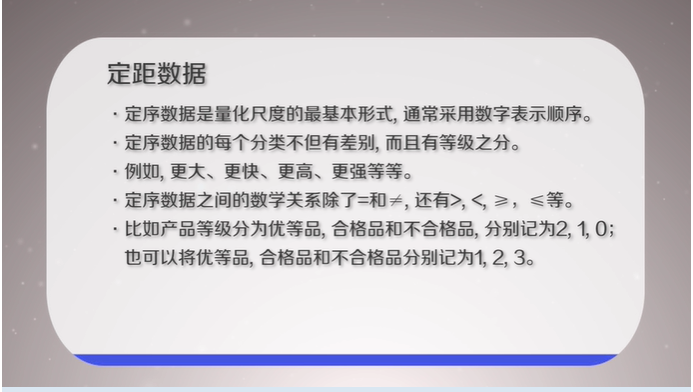 定距数据
·定序数据是量化尺度的最基本形式, 通常采用数字表示顺序。
·定序数据的每个分类不但有差别, 而且有等级之分。
·例如, 更大、更快、更高、更强等等。
·定序数据之间的数学关系除了=和≠, 还有>, <, ≥， ≤等。
·比如产品等级分为优等品, 合格品和不合格品, 分别记为2, 1, 0；
也可以将优等品, 合格品和不合格品分别记为1, 2, 3。